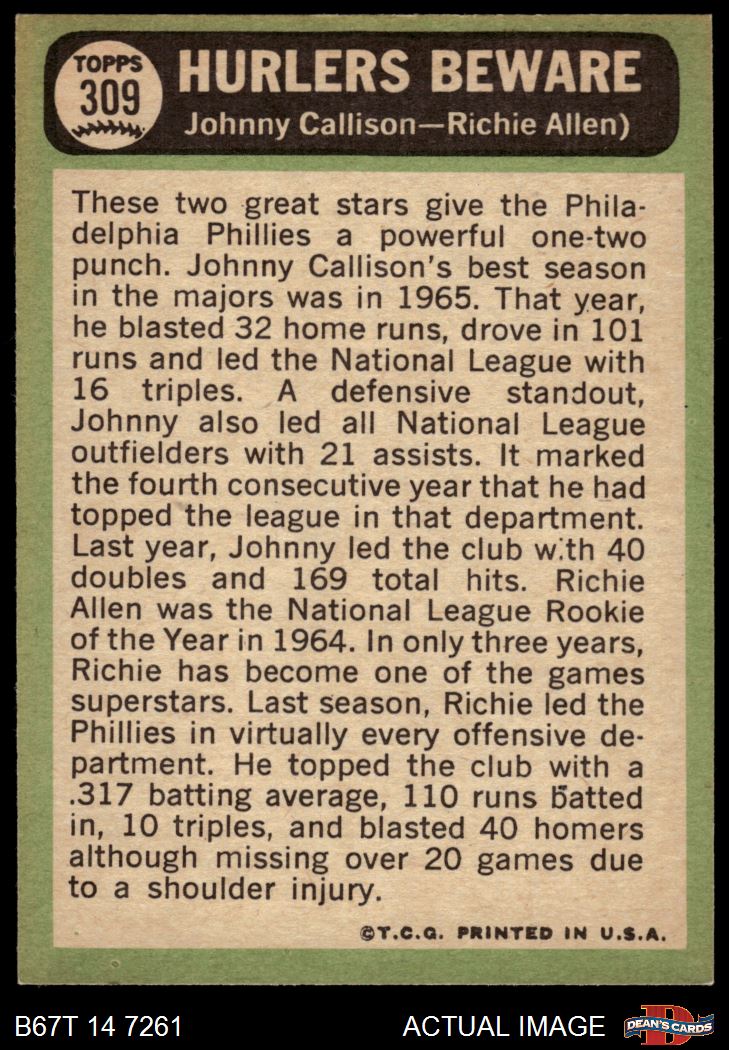 TOPPS
309
HURLERS BEWARE
Johnny Callison—Richie Allen)
These two great stars give the Phila-
delphia Phillies a powerful one-two
punch. Johnny Callison's best season
in the majors was in 1965. That year,
he blasted 32 home runs, drove in 101
runs and led the National League with
16 triples. A defensive standout,
Johnny also led all National League
outfielders with 21 assists. It marked
the fourth consecutive year that he had
topped the league in that department.
Last year, Johnny led the club with 40
doubles and 169 total hits. Richie
Allen was the National League Rookie
of the Year in 1964. In only three years,
Richie has become one of the games
superstars. Last season, Richie led the
Phillies in virtually every offensive de-
partment. He topped the club with a
.317 batting average, 110 runs batted
in, 10 triples, and blasted 40 homers
although missing over 20 games due
to a shoulder injury.
©T.C.G. PRINTED IN U.S.A.
B67T 14 7261 ACTUAL IMAGE D DEAN'S CARDS